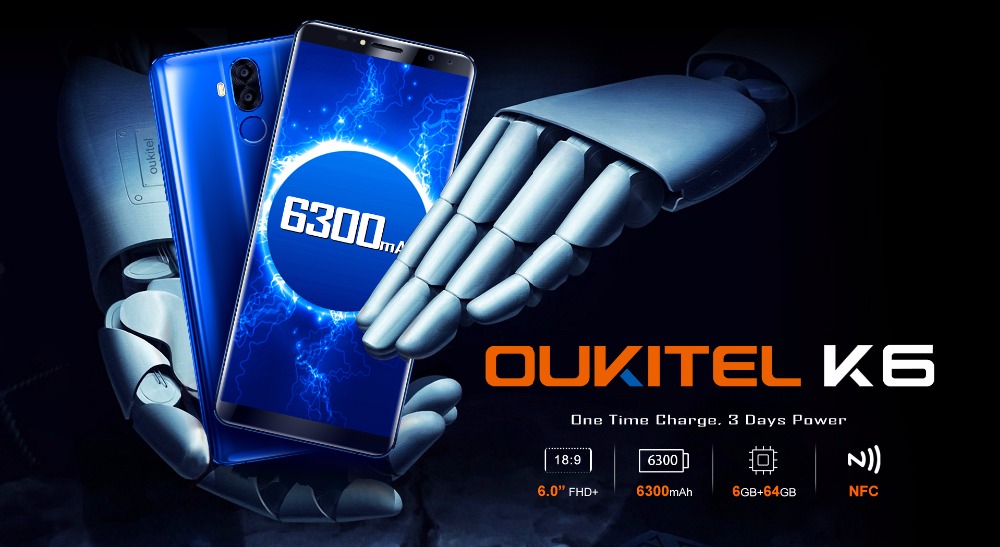 oukitel
6300mA
OUKITEL K6
One Time Charge, 3 Days Power
18:9
6300
6.0” FHD+
6300mAh
6GB+64GB
NFC